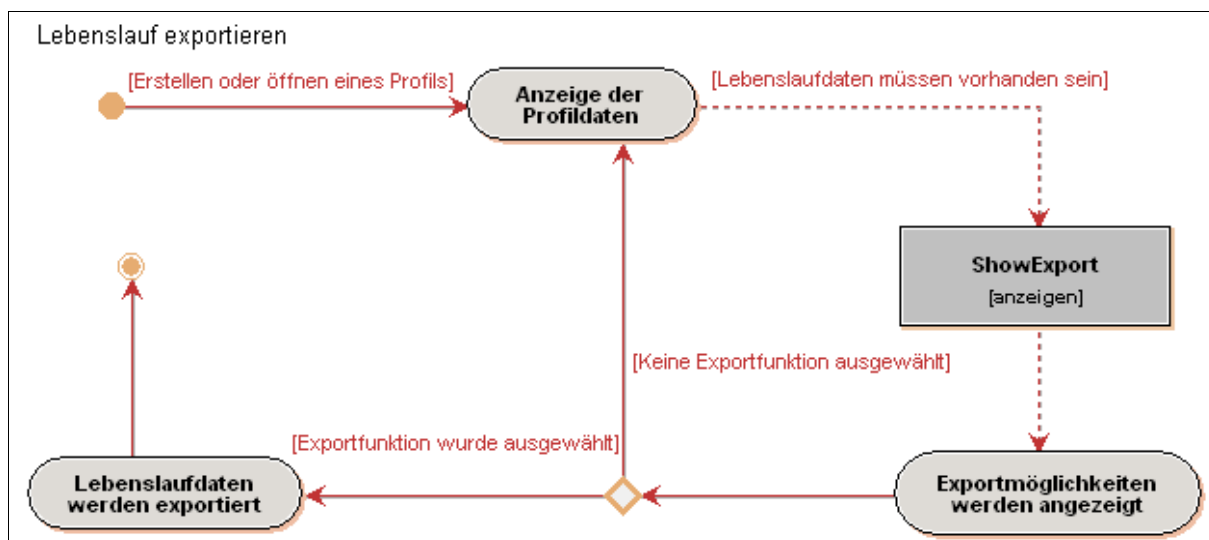 Lebenslauf exportieren
[Erstellen oder öffnen eines Profils]
Anzeige der
Profildaten
[Lebenslaufdaten müssen vorhanden sein]
ShowExport
[anzeigen]
[Keine Exportfunktion ausgewählt]
[Exportfunktion wurde ausgewählt]
Lebenslaufdaten
werden exportiert
Exportmöglichkeiten
werden angezeigt